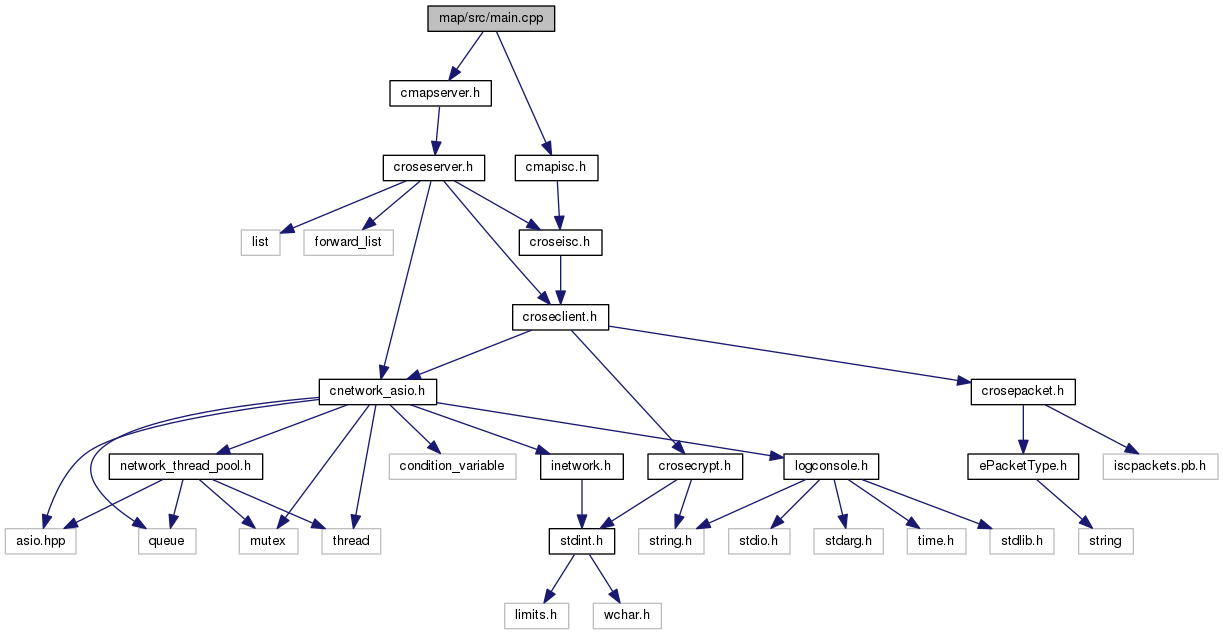 map/src/main.cpp
cmapserver.h
croseserver.h
cmapisc.h
list
forward_list
croseisc.h
croseclient.h
cnetwork_asio.h
crosepacket.h
network_thread_pool.h
condition_variable
inetwork.h
crosecrypt.h
logconsole.h
ePacketType.h
iscpackets.pb.h
asio.hpp
queue
mutex
thread
stdint.h
string.h
stdio.h
stdarg.h
time.h
stdlib.h
string
limits.h
wchar.h